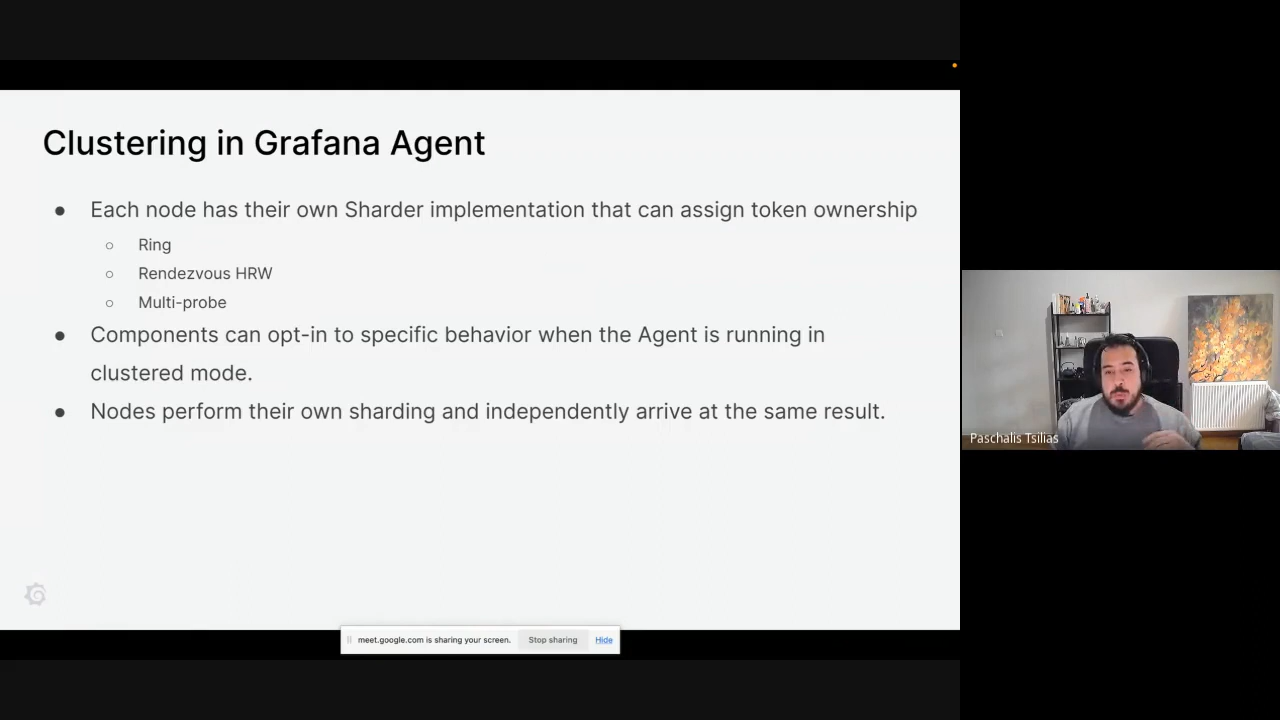 Clustering in Grafana Agent
● Each node has their own Sharder implementation that can assign token ownership
○ Ring
○ Rendezvous HRW
○ Multi-probe
● Components can opt-in to specific behavior when the Agent is running in
clustered mode.
● Nodes perform their own sharding and independently arrive at the same result.
Paschalis Tsilias
meet.google.com is sharing your screen. Stop sharing Hide